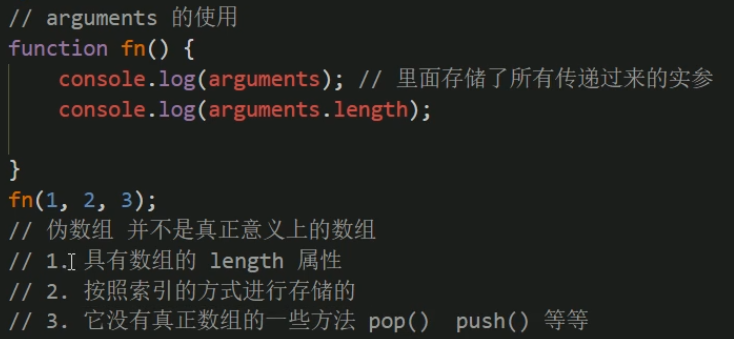 // arguments 的使用
function fn() {
    console.log(arguments); // 里面存储了所有传递过来的实参
    console.log(arguments.length);
}
fn(1, 2, 3);
// 伪数组 并不是真正意义上的数组
// 1. 具有数组的 length 属性
// 2. 按照索引的方式进行存储的
// 3. 它没有真正数组的一些方法 pop()  push() 等等